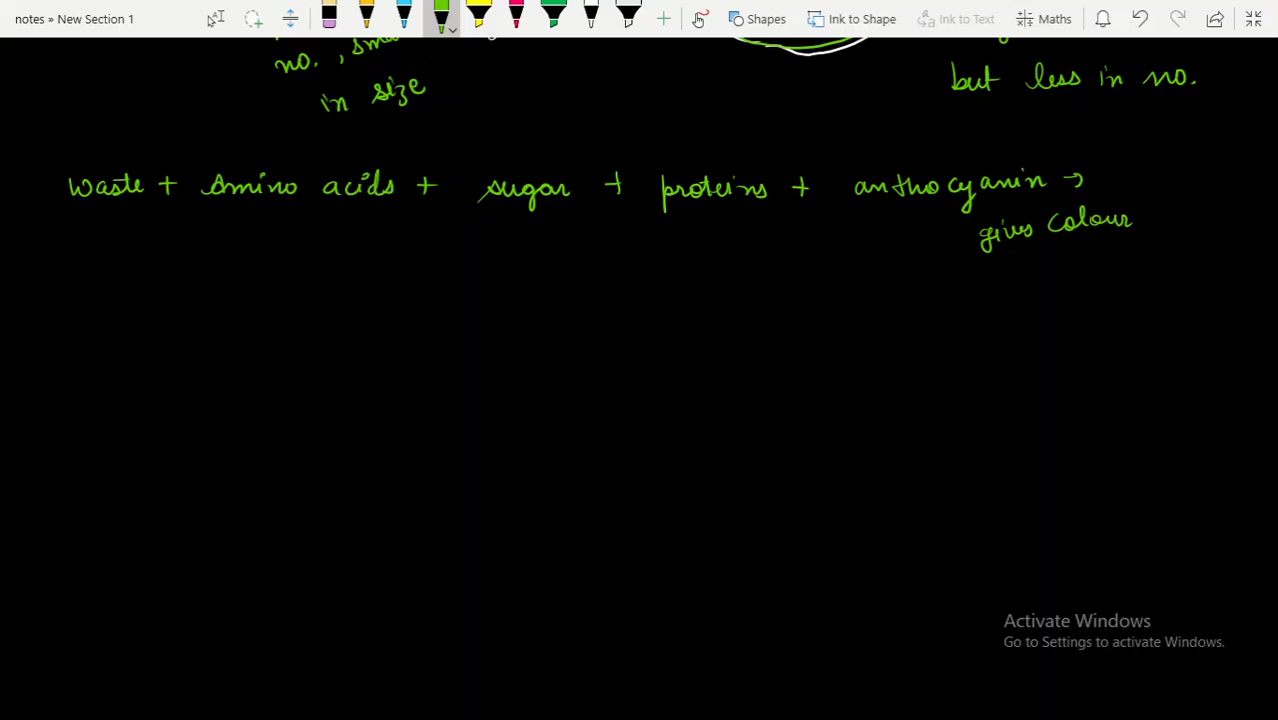 notes » New Section 1
Shapes
Ink to Shape
Ink to Text
Maths
no. , small
in size
but less in no.
waste + Amino acids + sugar + proteins + anthocyanin →
gives colour
Activate Windows
Go to Settings to activate Windows.